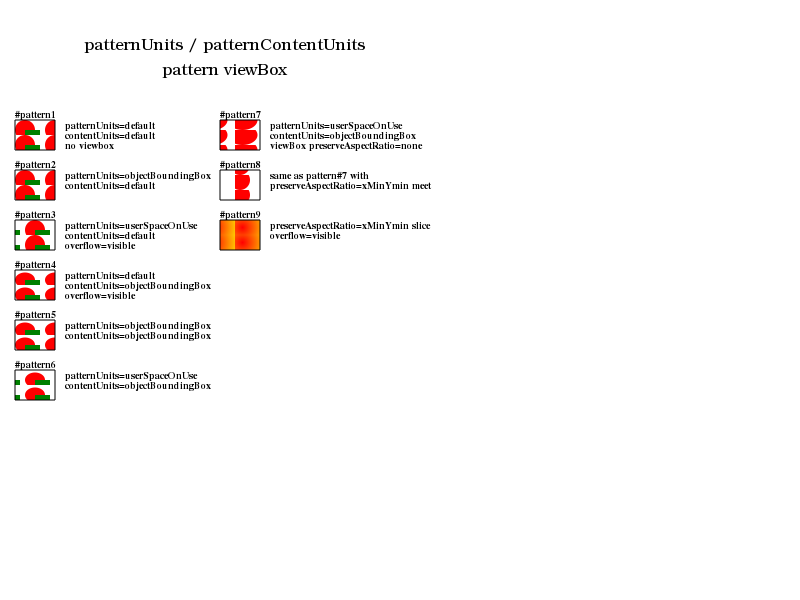 patternUnits / patternContentUnits
pattern viewBox
#pattern1
patternUnits=default
contentUnits=default
no viewbox
#pattern2
patternUnits=objectBoundingBox
contentUnits=default
#pattern3
patternUnits=userSpaceOnUse
contentUnits=default
overflow=visible
#pattern4
patternUnits=default
contentUnits=objectBoundingBox
overflow=visible
#pattern5
patternUnits=objectBoundingBox
contentUnits=objectBoundingBox
#pattern6
patternUnits=userSpaceOnUse
contentUnits=objectBoundingBox
#pattern7
patternUnits=userSpaceOnUse
contentUnits=objectBoundingBox
viewBox preserveAspectRatio=none
#pattern8
same as pattern#7 with
preserveAspectRatio=xMinYmin meet
#pattern9
preserveAspectRatio=xMinYmin slice
overflow=visible